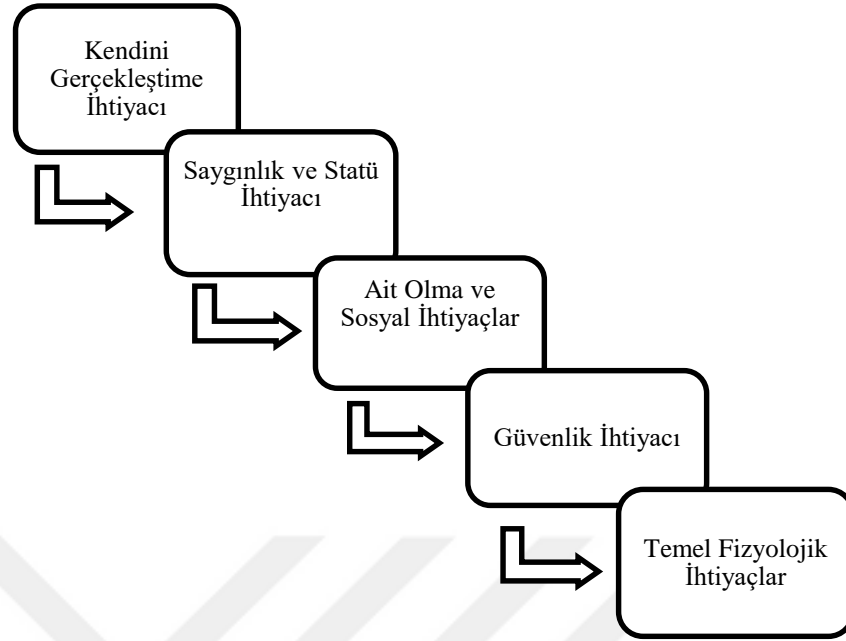 Kendini
Gerçekleştime
İhtiyacı
Saygınlık ve Statü
İhtiyacı
Ait Olma ve
Sosyal İhtiyaçlar
Güvenlik İhtiyacı
Temel Fizyolojik
İhtiyaçlar